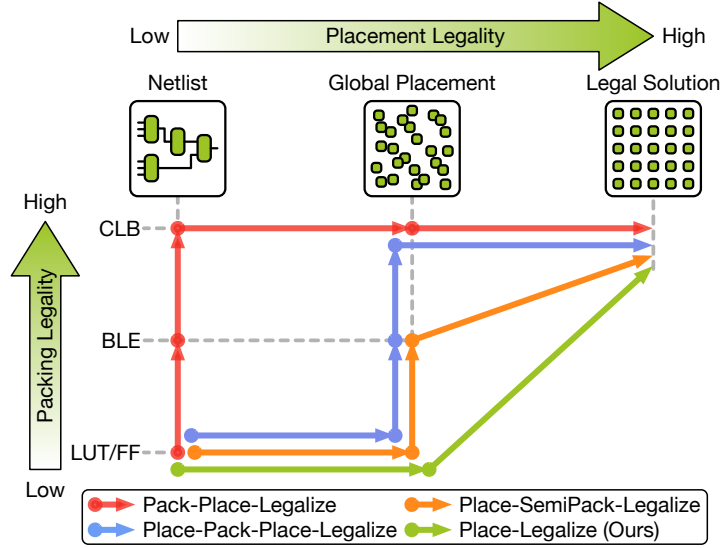 Low
Placement Legality
High
Netlist
Global Placement
Legal Solution
High
Packing Legality
Low
CLB
BLE
LUT/FF
Pack-Place-Legalize
Place-SemiPack-Legalize
Place-Pack-Place-Legalize
Place-Legalize (Ours)